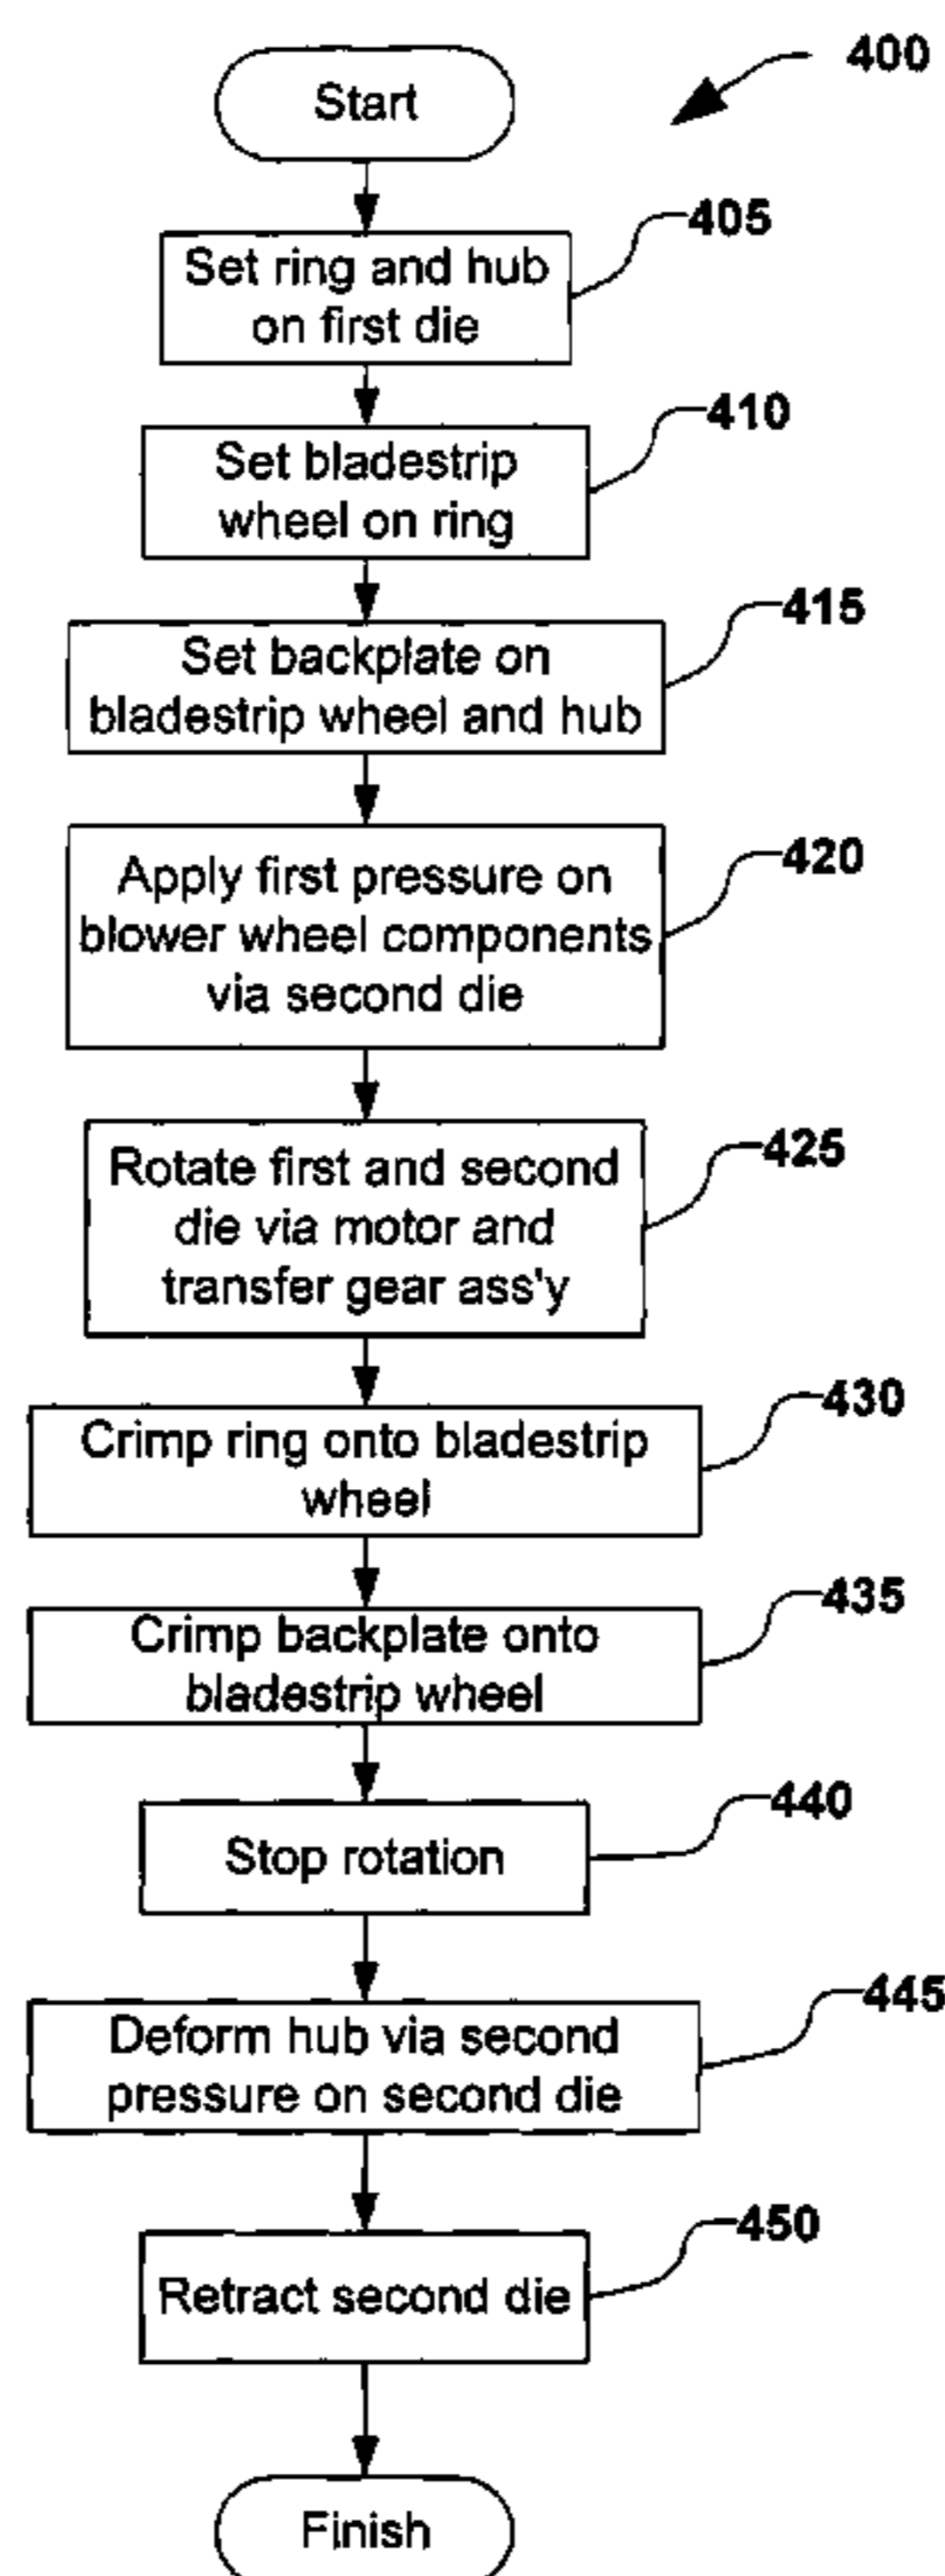 400
Start
405
Set ring and hub
on first die
410
Set bladestrip
wheel on ring
415
Set backplate on
bladestrip wheel and hub
420
Apply first pressure on
blower wheel components
via second die
425
Rotate first and second
die via motor and
transfer gear ass'y
430
Crimp ring onto bladestrip
wheel
435
Crimp backplate onto
bladestrip wheel
440
Stop rotation
445
Deform hub via second
pressure on second die
450
Retract second die
Finish